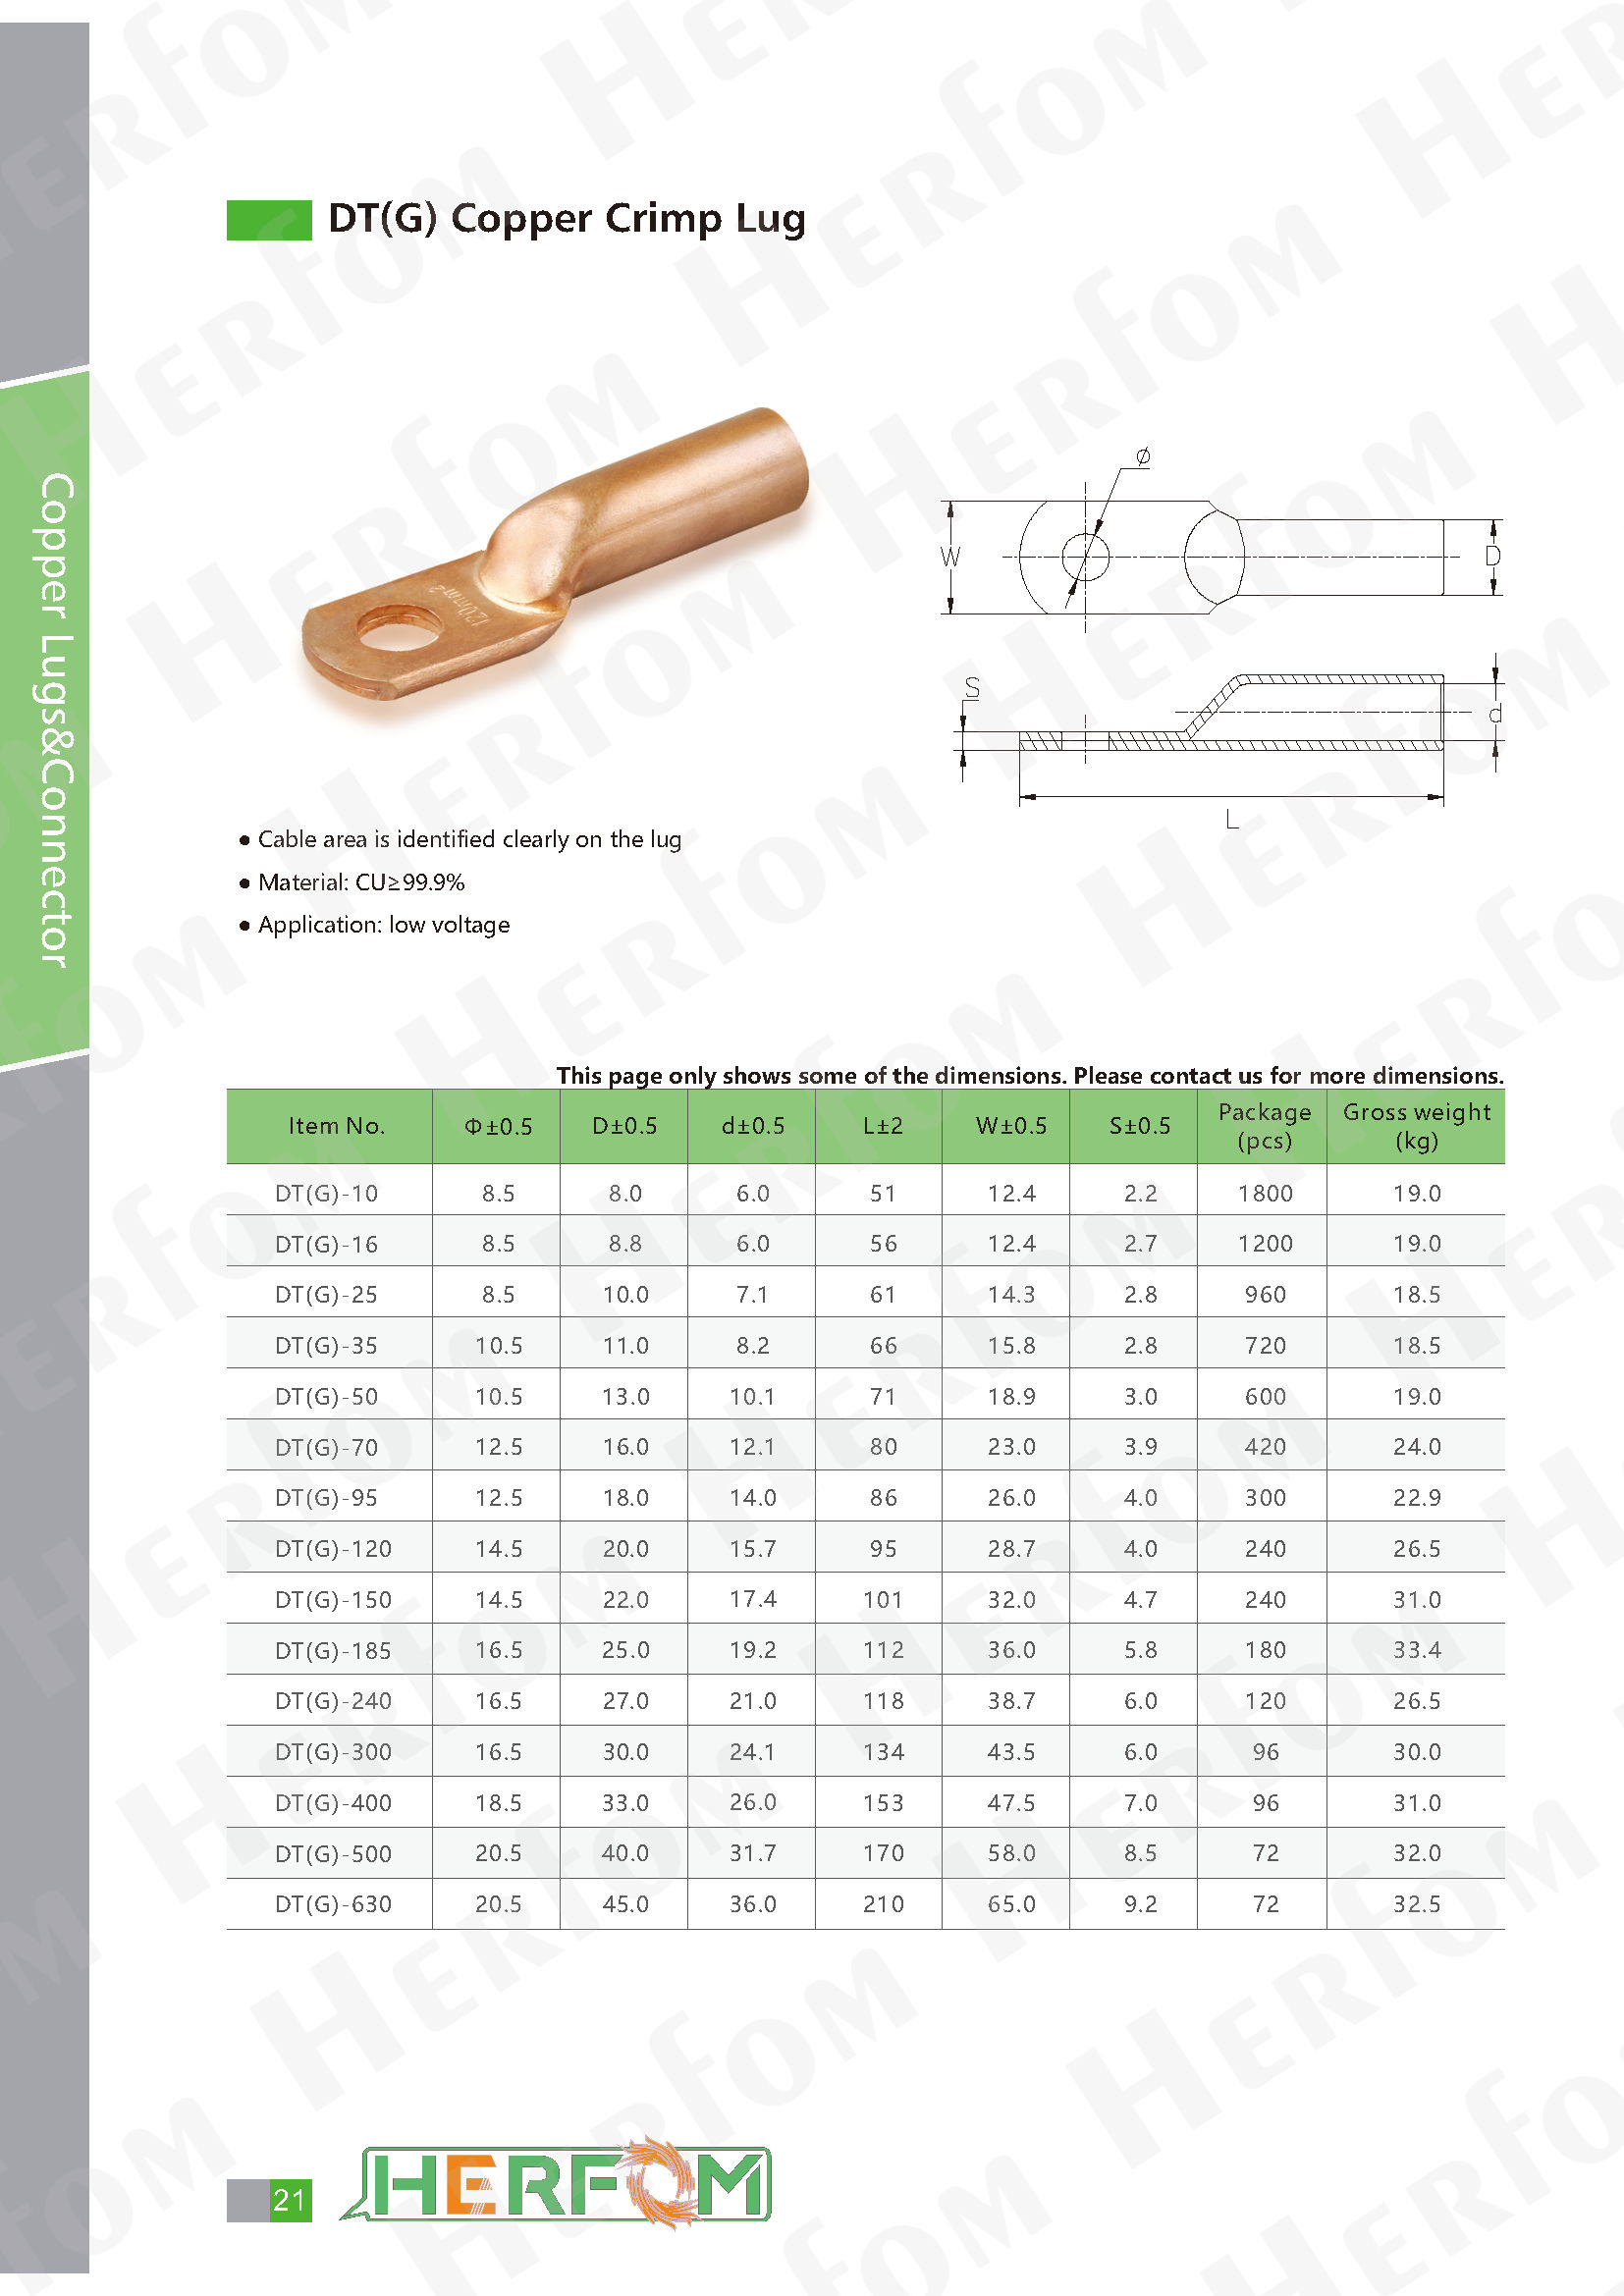 DT(G) Copper Crimp Lug
Copper Lugs&Connector
120mm²
Ø
W
D
S
d
L
● Cable area is identified clearly on the lug
● Material: CU≥99.9%
● Application: low voltage
This page only shows some of the dimensions. Please contact us for more dimensions.
Item No. Φ±0.5 D±0.5 d±0.5 L±2 W±0.5 S±0.5 Package (pcs) Gross weight (kg)
DT(G)-10 8.5 8.0 6.0 51 12.4 2.2 1800 19.0
DT(G)-16 8.5 8.8 6.0 56 12.4 2.7 1200 19.0
DT(G)-25 8.5 10.0 7.1 61 14.3 2.8 960 18.5
DT(G)-35 10.5 11.0 8.2 66 15.8 2.8 720 18.5
DT(G)-50 10.5 13.0 10.1 71 18.9 3.0 600 19.0
DT(G)-70 12.5 16.0 12.1 80 23.0 3.9 420 24.0
DT(G)-95 12.5 18.0 14.0 86 26.0 4.0 300 22.9
DT(G)-120 14.5 20.0 15.7 95 28.7 4.0 240 26.5
DT(G)-150 14.5 22.0 17.4 101 32.0 4.7 240 31.0
DT(G)-185 16.5 25.0 19.2 112 36.0 5.8 180 33.4
DT(G)-240 16.5 27.0 21.0 118 38.7 6.0 120 26.5
DT(G)-300 16.5 30.0 24.1 134 43.5 6.0 96 30.0
DT(G)-400 18.5 33.0 26.0 153 47.5 7.0 96 31.0
DT(G)-500 20.5 40.0 31.7 170 58.0 8.5 72 32.0
DT(G)-630 20.5 45.0 36.0 210 65.0 9.2 72 32.5
21
HERFOM